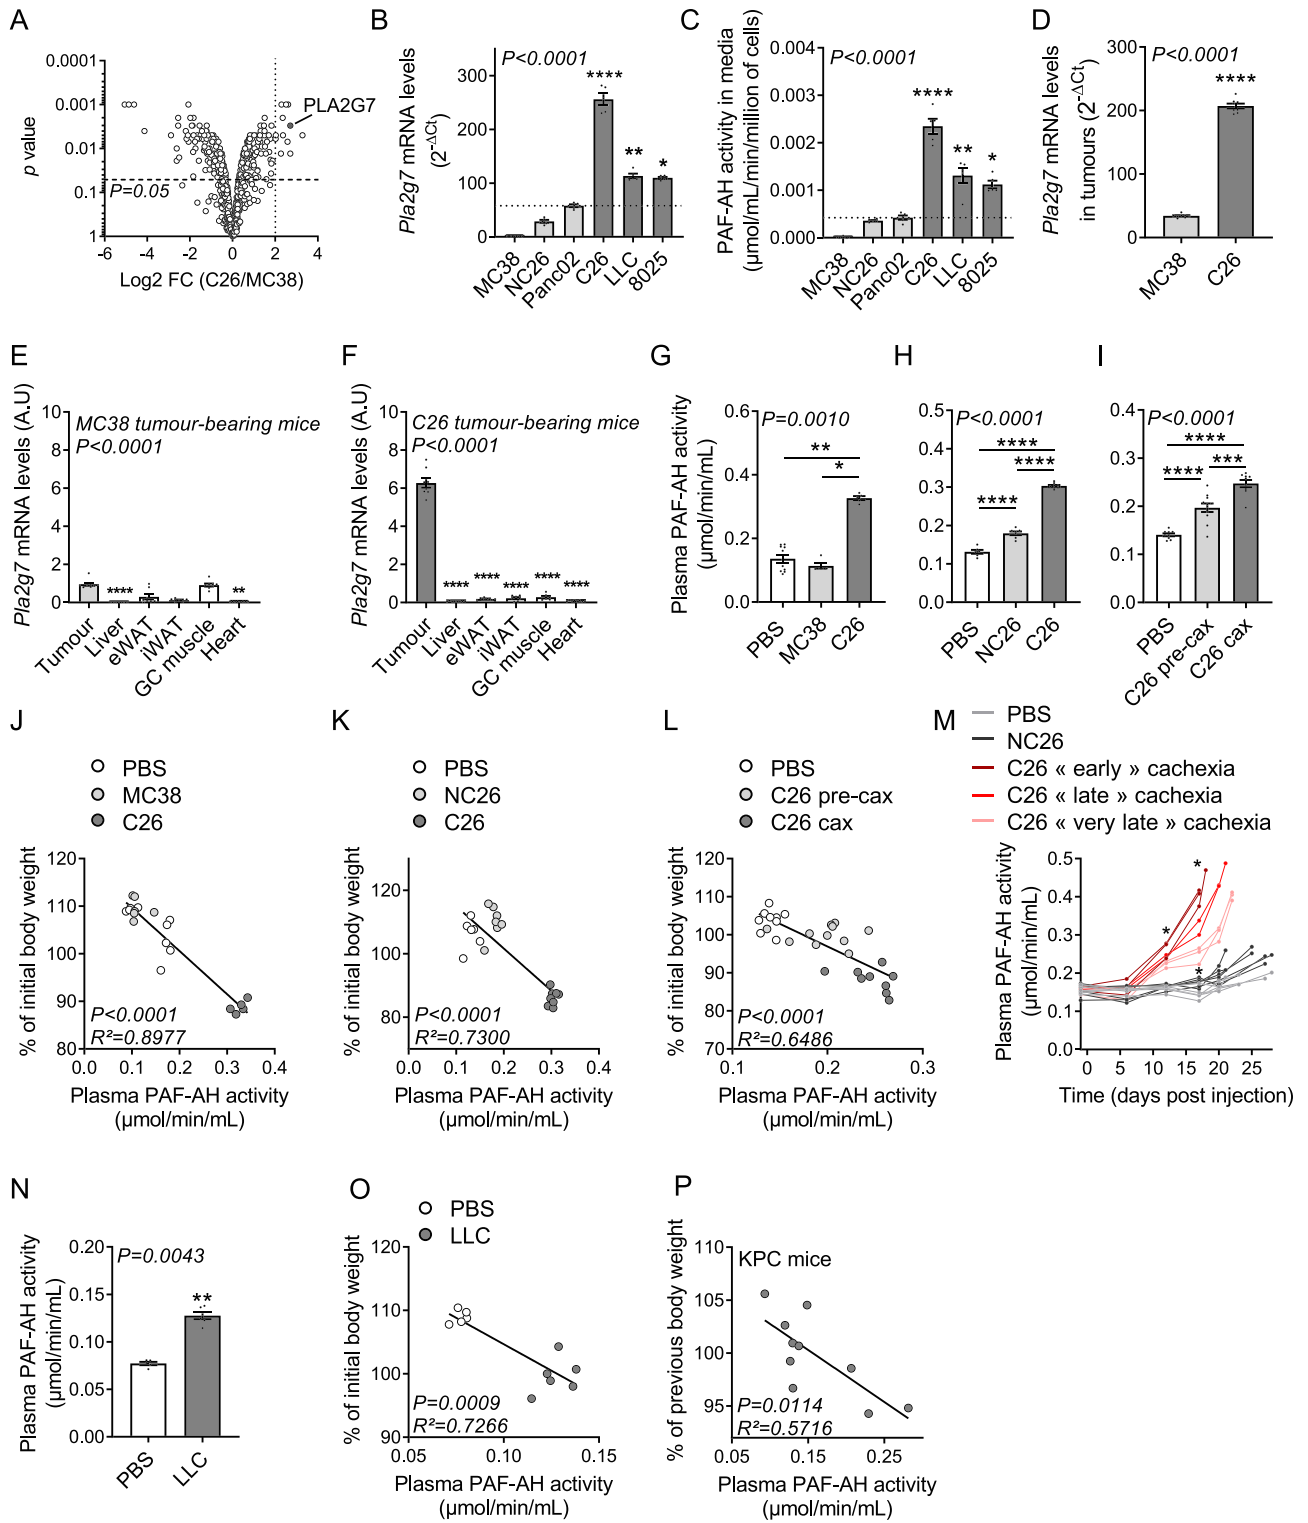 A
0.0001
0.001
0.01
0.1
1
p value
PLA2G7
P=0.05
-6 -4 -2 0 2 4
Log2 FC (C26/MC38)
B
Pla2g7 mRNA levels
(2-ΔCt)
P<0.0001
300
200
100
0
****
**
*
MC38
NC26
Panc02
C26
LLC
8025
C
PAF-AH activity in media
(μmol/mL/min/million of cells)
P<0.0001
0.004
0.003
0.002
0.001
0.000
****
**
*
MC38
NC26
Panc02
C26
LLC
8025
D
Pla2g7 mRNA levels
in tumours (2-ΔCt)
P<0.0001
300
200
100
0
****
MC38
C26
E
Pla2g7 mRNA levels (A.U)
MC38 tumour-bearing mice
P<0.0001
10
8
6
4
2
0
****
**
Tumour
Liver
eWAT
iWAT
GC muscle
Heart
F
Pla2g7 mRNA levels (A.U)
C26 tumour-bearing mice
P<0.0001
10
8
6
4
2
0
****
****
****
****
****
Tumour
Liver
eWAT
iWAT
GC muscle
Heart
G
Plasma PAF-AH activity
(μmol/min/mL)
P=0.0010
0.6
0.4
0.2
0.0
**
*
PBS
MC38
C26
H
P<0.0001
0.5
0.4
0.3
0.2
0.1
0.0
****
****
****
PBS
NC26
C26
I
P<0.0001
0.4
0.3
0.2
0.1
0.0
****
***
****
PBS
C26 pre-cax
C26 cax
J
PBS
MC38
C26
% of initial body weight
120
110
100
90
80
P<0.0001
R²=0.8977
0.0 0.1 0.2 0.3 0.4
Plasma PAF-AH activity
(μmol/min/mL)
K
PBS
NC26
C26
% of initial body weight
120
100
80
P<0.0001
R²=0.7300
0.0 0.1 0.2 0.3 0.4
Plasma PAF-AH activity
(μmol/min/mL)
L
PBS
C26 pre-cax
C26 cax
% of initial body weight
120
110
100
90
80
70
P<0.0001
R²=0.6486
0.1 0.2 0.3
Plasma PAF-AH activity
(μmol/min/mL)
M
PBS
NC26
C26 « early » cachexia
C26 « late » cachexia
C26 « very late » cachexia
Plasma PAF-AH activity
(μmol/min/mL)
0.5
0.4
0.3
0.2
0.1
0.0
*
*
*
0 5 10 15 20 25
Time (days post injection)
N
Plasma PAF-AH activity
(μmol/min/mL)
P=0.0043
0.20
0.15
0.10
0.05
0.00
**
PBS
LLC
O
PBS
LLC
% of initial body weight
120
110
100
90
P=0.0009
R²=0.7266
0.05 0.10 0.15
Plasma PAF-AH activity
(μmol/min/mL)
P
% of previous body weight
KPC mice
110
105
100
95
P=0.0114
R²=0.5716
0.05 0.15 0.25
Plasma PAF-AH activity
(μmol/min/mL)